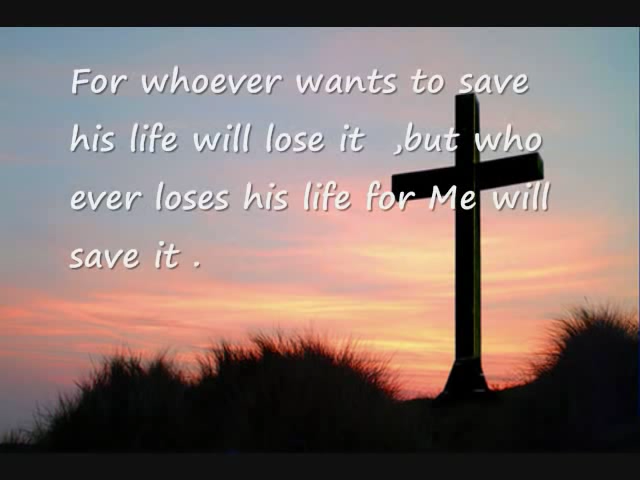 For whoever wants to save
his life will lose it  ,but who
ever loses his life for Me will
save it .